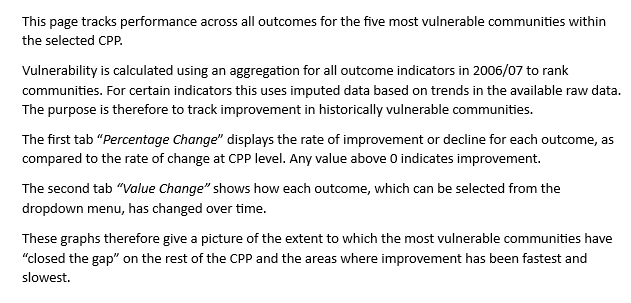 This page tracks performance across all outcomes for the five most vulnerable communities within
the selected CPP.
Vulnerability is calculated using an aggregation for all outcome indicators in 2006/07 to rank
communities. For certain indicators this uses imputed data based on trends in the available raw data.
The purpose is therefore to track improvement in historically vulnerable communities.
The first tab “Percentage Change” displays the rate of improvement or decline for each outcome, as
compared to the rate of change at CPP level. Any value above 0 indicates improvement.
The second tab “Value Change” shows how each outcome, which can be selected from the
dropdown menu, has changed over time.
These graphs therefore give a picture of the extent to which the most vulnerable communities have
“closed the gap” on the rest of the CPP and the areas where improvement has been fastest and
slowest.